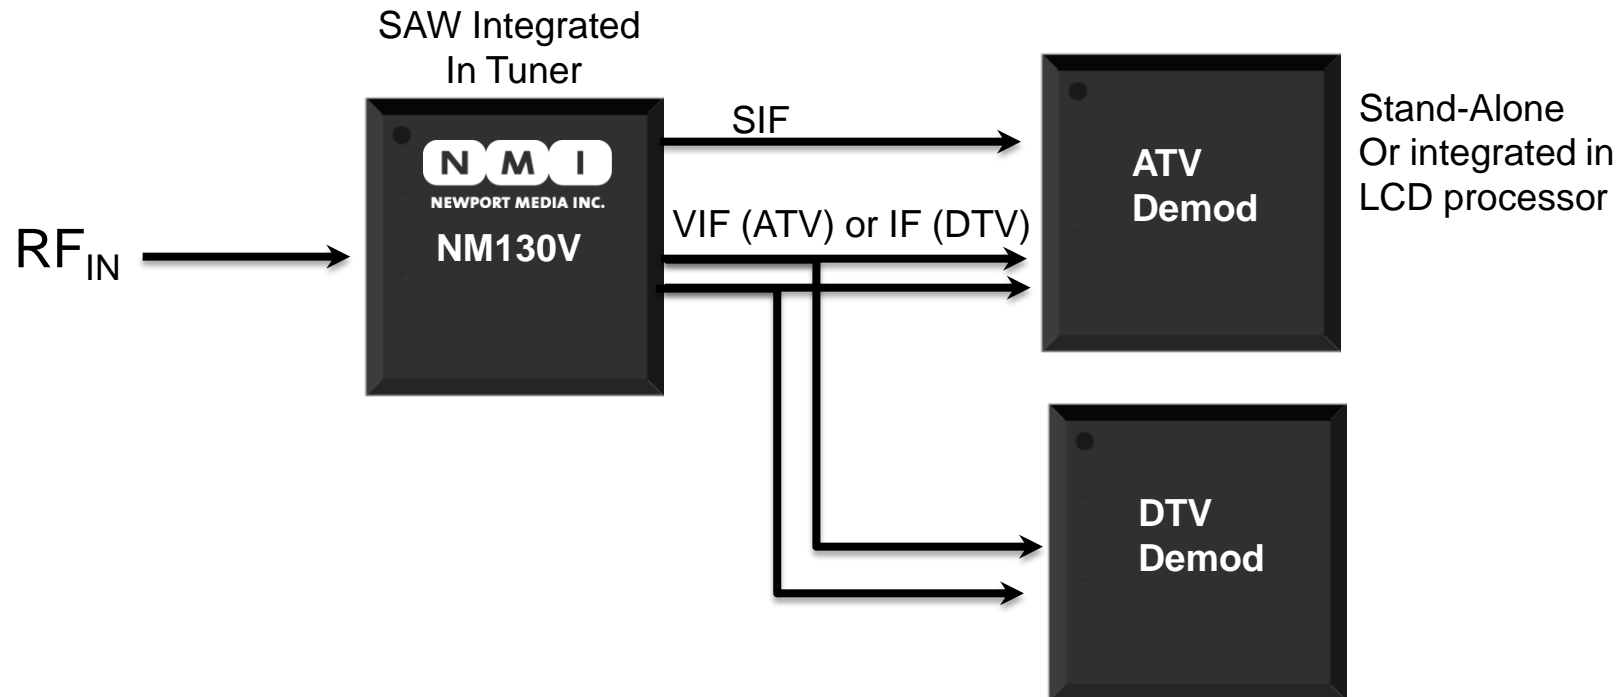 SAW Integrated
In Tuner
RF_IN
N M I
NEWPORT MEDIA INC.
NM130V
SIF
VIF (ATV) or IF (DTV)
ATV
Demod
Stand-Alone
Or integrated in
LCD processor
DTV
Demod